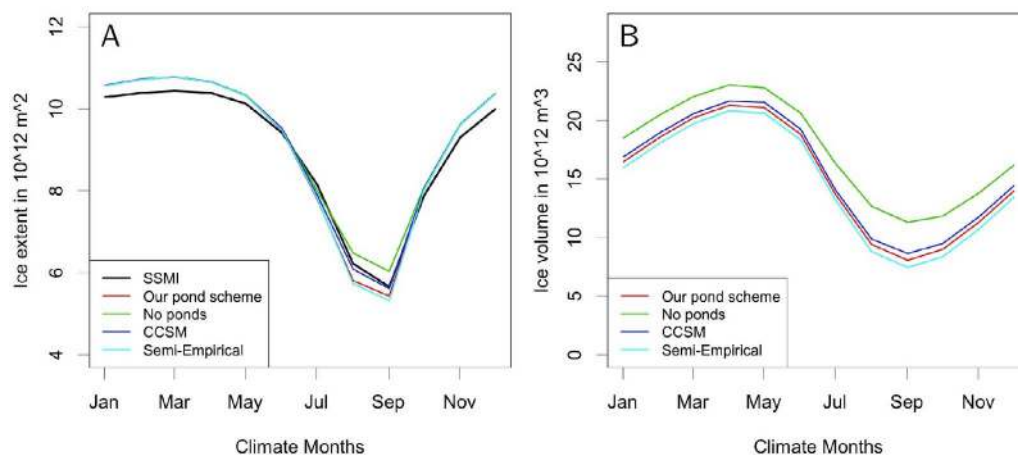 A
Ice extent in 10^12 m^2
12
10
8
6
4
SSMI
Our pond scheme
No ponds
CCSM
Semi-Empirical
Jan Mar May Jul Sep Nov
Climate Months
B
Ice volume in 10^12 m^3
25
20
15
10
5
0
Our pond scheme
No ponds
CCSM
Semi-Empirical
Jan Mar May Jul Sep Nov
Climate Months